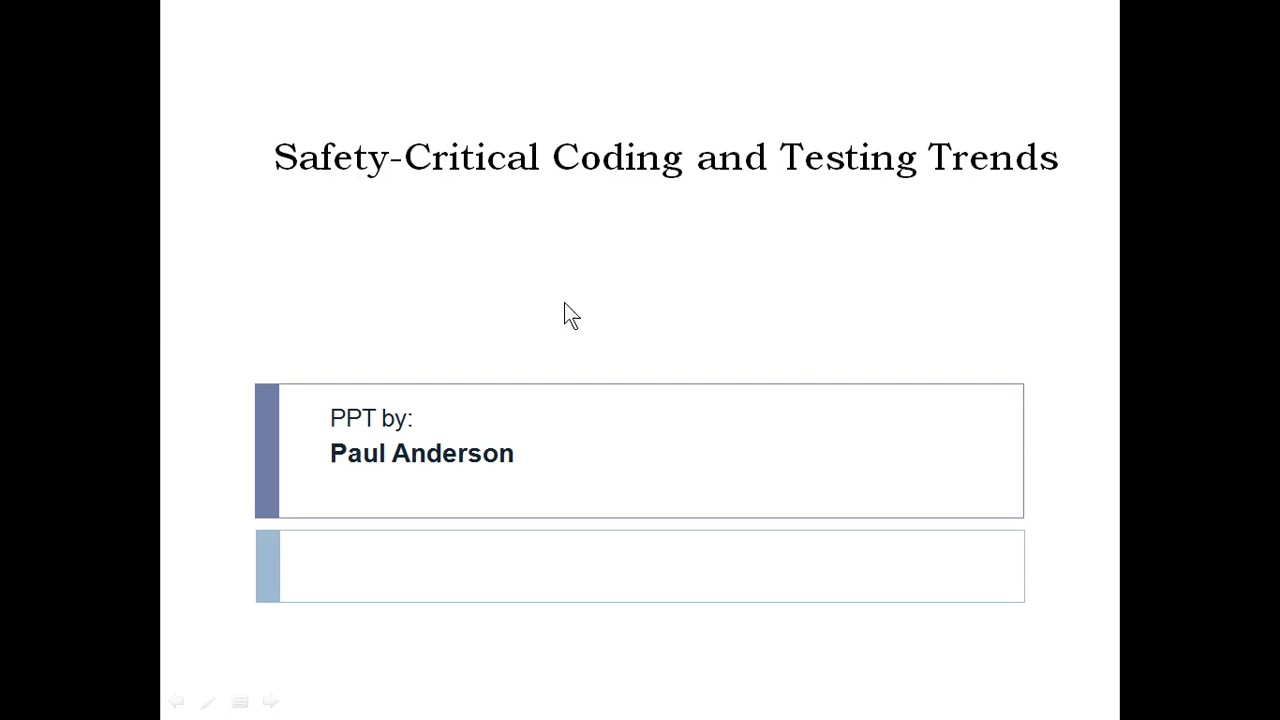 Safety-Critical Coding and Testing Trends
PPT by:
Paul Anderson